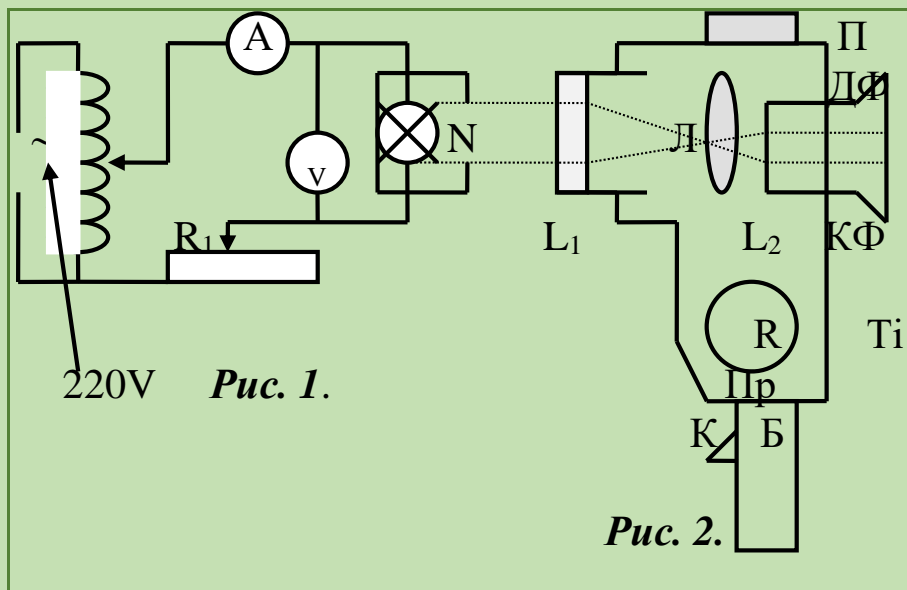 A
П
ДФ
~
N
Л
v
R₁
L₁
L₂
КФ
R
Ti
220V
Рис. 1.
Пр
К
Б
Рис. 2.